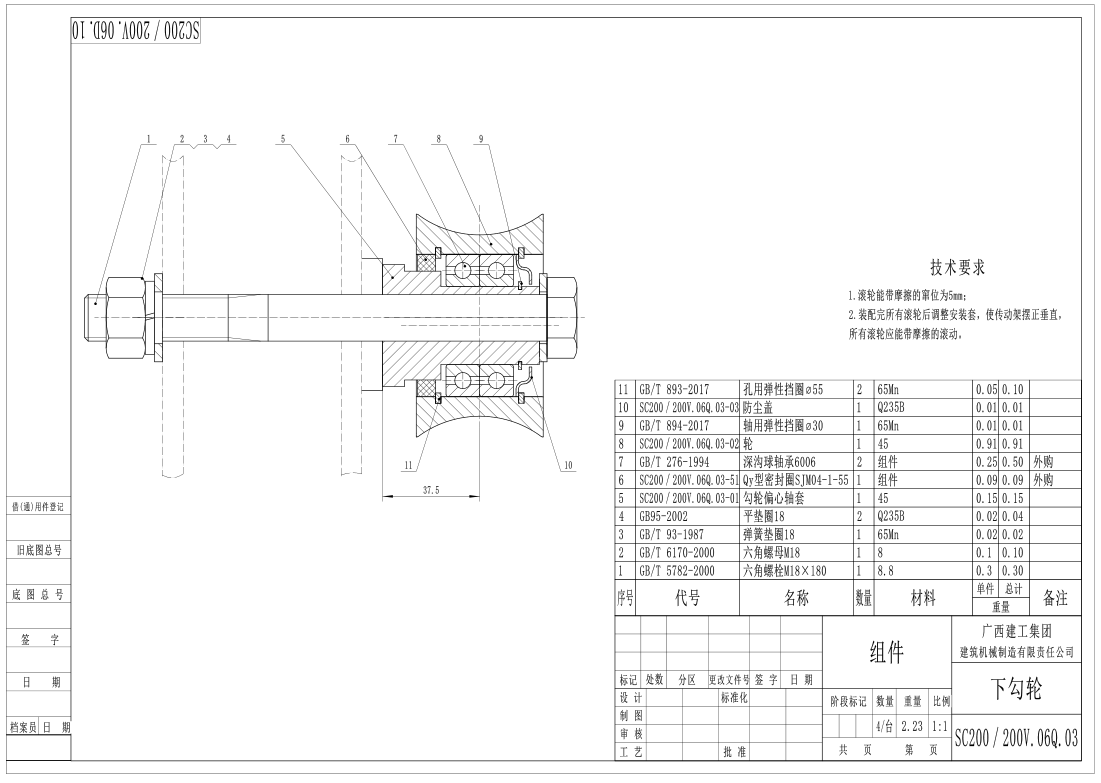 SC200/200V.06D.10
1 2 3 4 5 6 7 8 9
11 10
37.5
技术要求
1.滚轮能带摩擦的窜位为5mm;
2.装配完所有滚轮后调整安装套，使传动架摆正垂直，
所有滚轮应能带摩擦的滚动。
11 GB/T 893-2017 孔用弹性挡圈ø55 2 65Mn 0.05 0.10
10 SC200/200V.06Q.03-03 防尘盖 1 Q235B 0.01 0.01
9 GB/T 894-2017 轴用弹性挡圈ø30 1 65Mn 0.01 0.01
8 SC200/200V.06Q.03-02 轮 1 45 0.91 0.91
7 GB/T 276-1994 深沟球轴承6006 2 组件 0.25 0.50 外购
6 SC200/200V.06Q.03-51 Qy型密封圈SJM04-1-55 1 组件 0.09 0.09 外购
5 SC200/200V.06Q.03-01 勾轮偏心轴套 1 45 0.15 0.15
4 GB95-2002 平垫圈18 2 Q235B 0.02 0.04
3 GB/T 93-1987 弹簧垫圈18 1 65Mn 0.02 0.02
2 GB/T 6170-2000 六角螺母M18 1 8 0.1 0.10
1 GB/T 5782-2000 六角螺栓M18×180 1 8.8 0.3 0.30
序号 代号 名称 数量 材料 单件 总计 重量 备注
借(通)用件登记
旧底图总号
底图总号
签字
日期
档案员 日期
标记 处数 分区 更改文件号 签字 日期
设计 标准化
制图
审核
工艺 批准
组件
阶段标记 数量 重量 比例
4/台 2.23 1:1
共 页 第 页
广西建工集团
建筑机械制造有限责任公司
下勾轮
SC200/200V.06Q.03